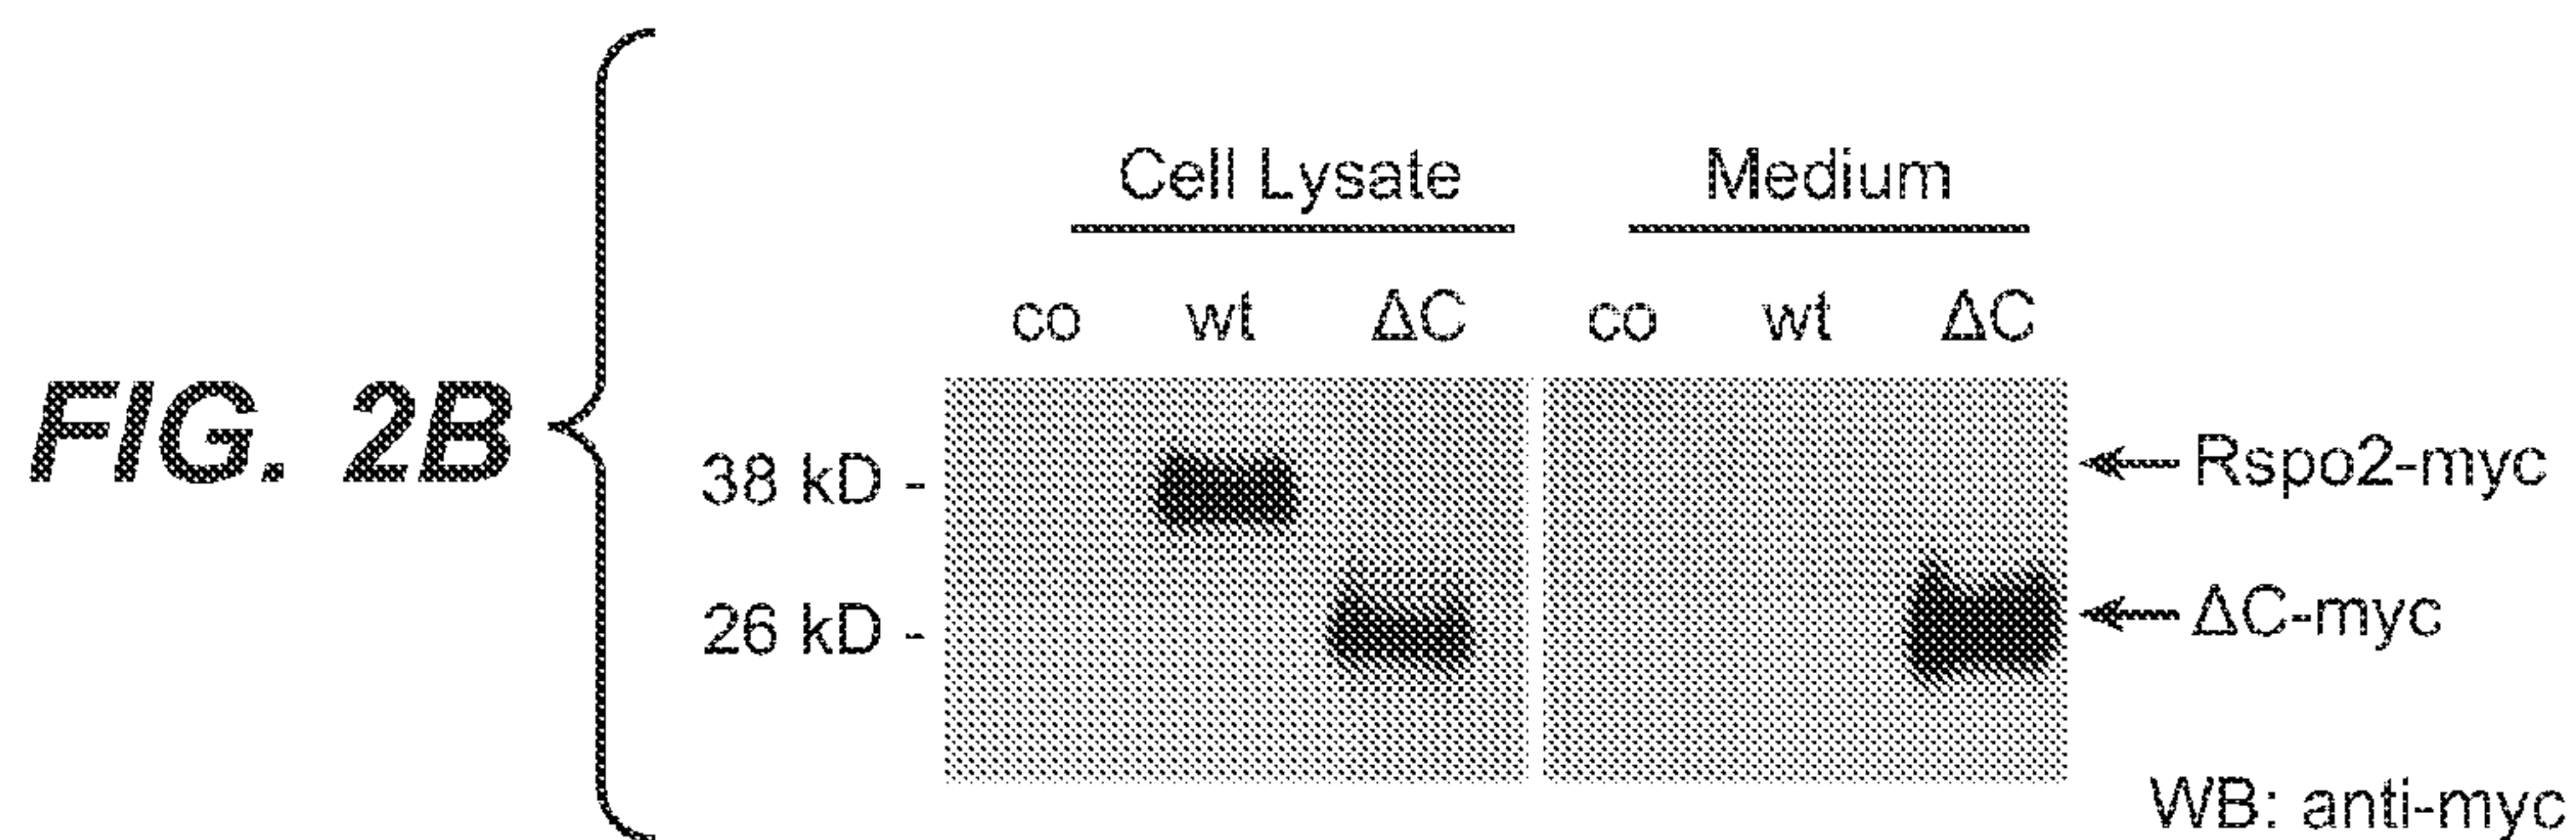 FIG. 2B
Cell Lysate Medium
co wt ΔC co wt ΔC
38 kD - Rspo2-myc
26 kD - ΔC-myc
WB: anti-myc